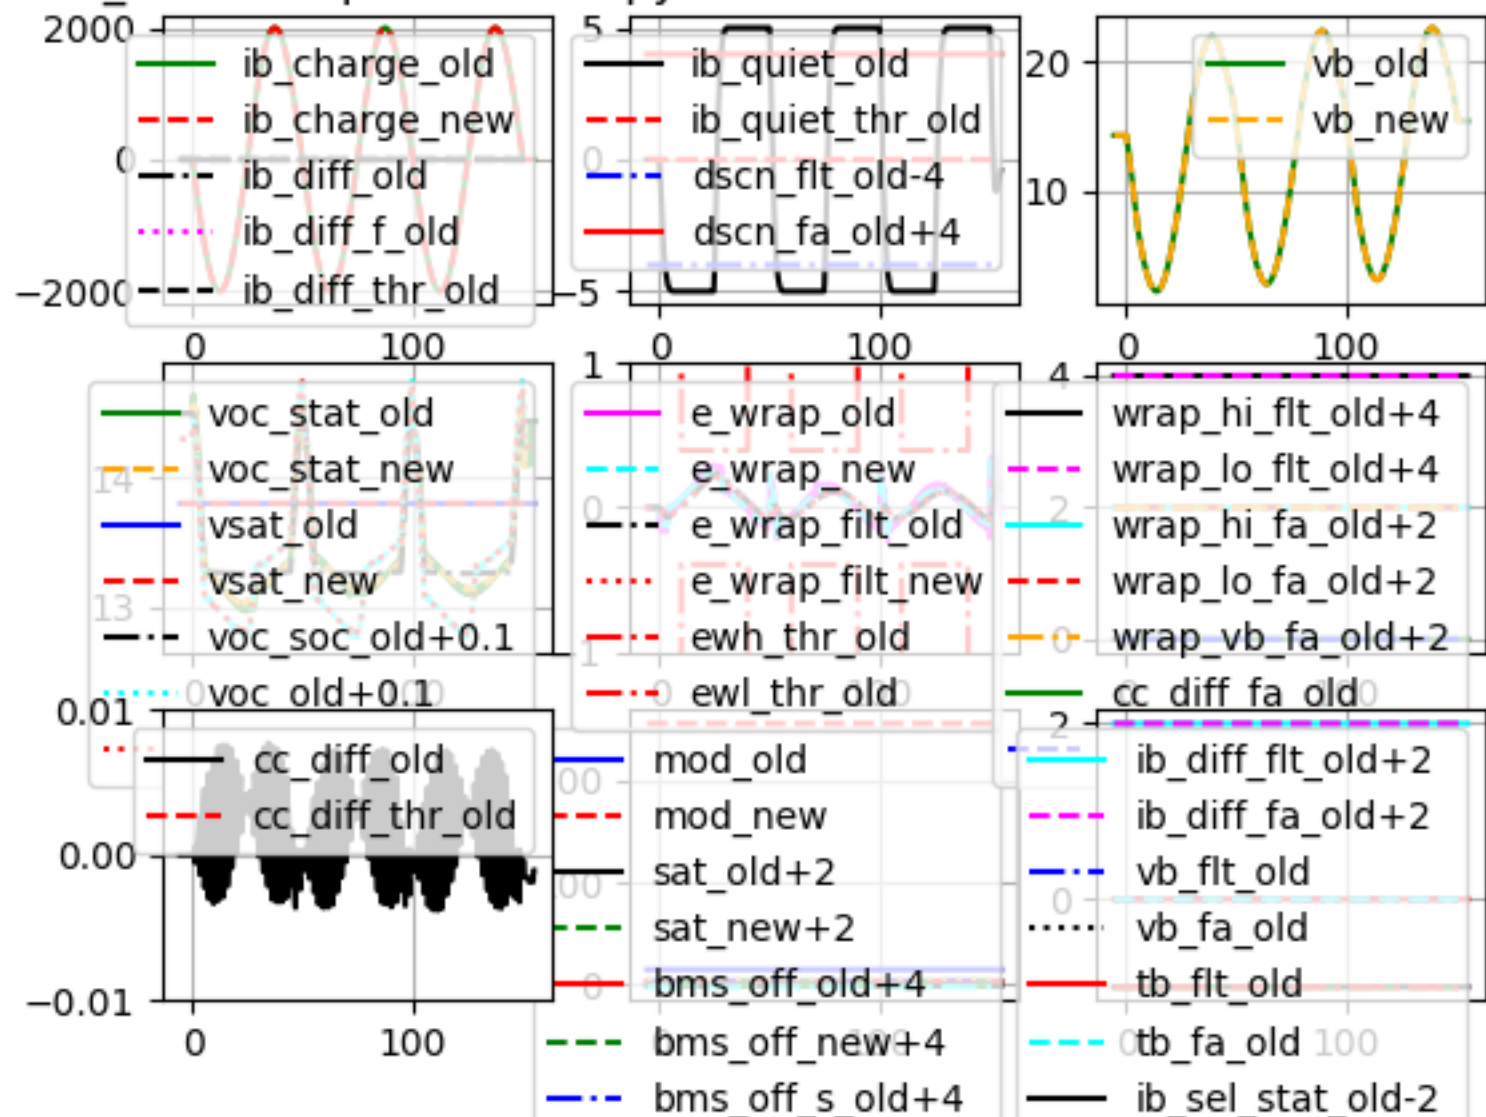 2000
0
−2000
ib_charge_old
ib_charge_new
ib_diff_old
ib_diff_f_old
ib_diff_thr_old
0
100
5
0
−5
ib_quiet_old
ib_quiet_thr_old
dscn_flt_old-4
dscn_fa_old+4
0
100
20
10
vb_old
vb_new
0
100
14
13
voc_stat_old
voc_stat_new
vsat_old
vsat_new
voc_soc_old+0.1
voc_old+0.1
1
0
e_wrap_old
e_wrap_new
e_wrap_filt_old
e_wrap_filt_new
ewh_thr_old
ewl_thr_old
4
2
0
wrap_hi_flt_old+4
wrap_lo_flt_old+4
wrap_hi_fa_old+2
wrap_lo_fa_old+2
wrap_vb_fa_old+2
cc_diff_fa_old
0.01
0.00
−0.01
cc_diff_old
cc_diff_thr_old
0
100
0
mod_old
mod_new
sat_old+2
sat_new+2
bms_off_old+4
bms_off_new+4
bms_off_s_old+4
2
0
ib_diff_flt_old+2
ib_diff_fa_old+2
vb_flt_old
vb_fa_old
tb_flt_old
tb_fa_old
ib_sel_stat_old-2
0
100